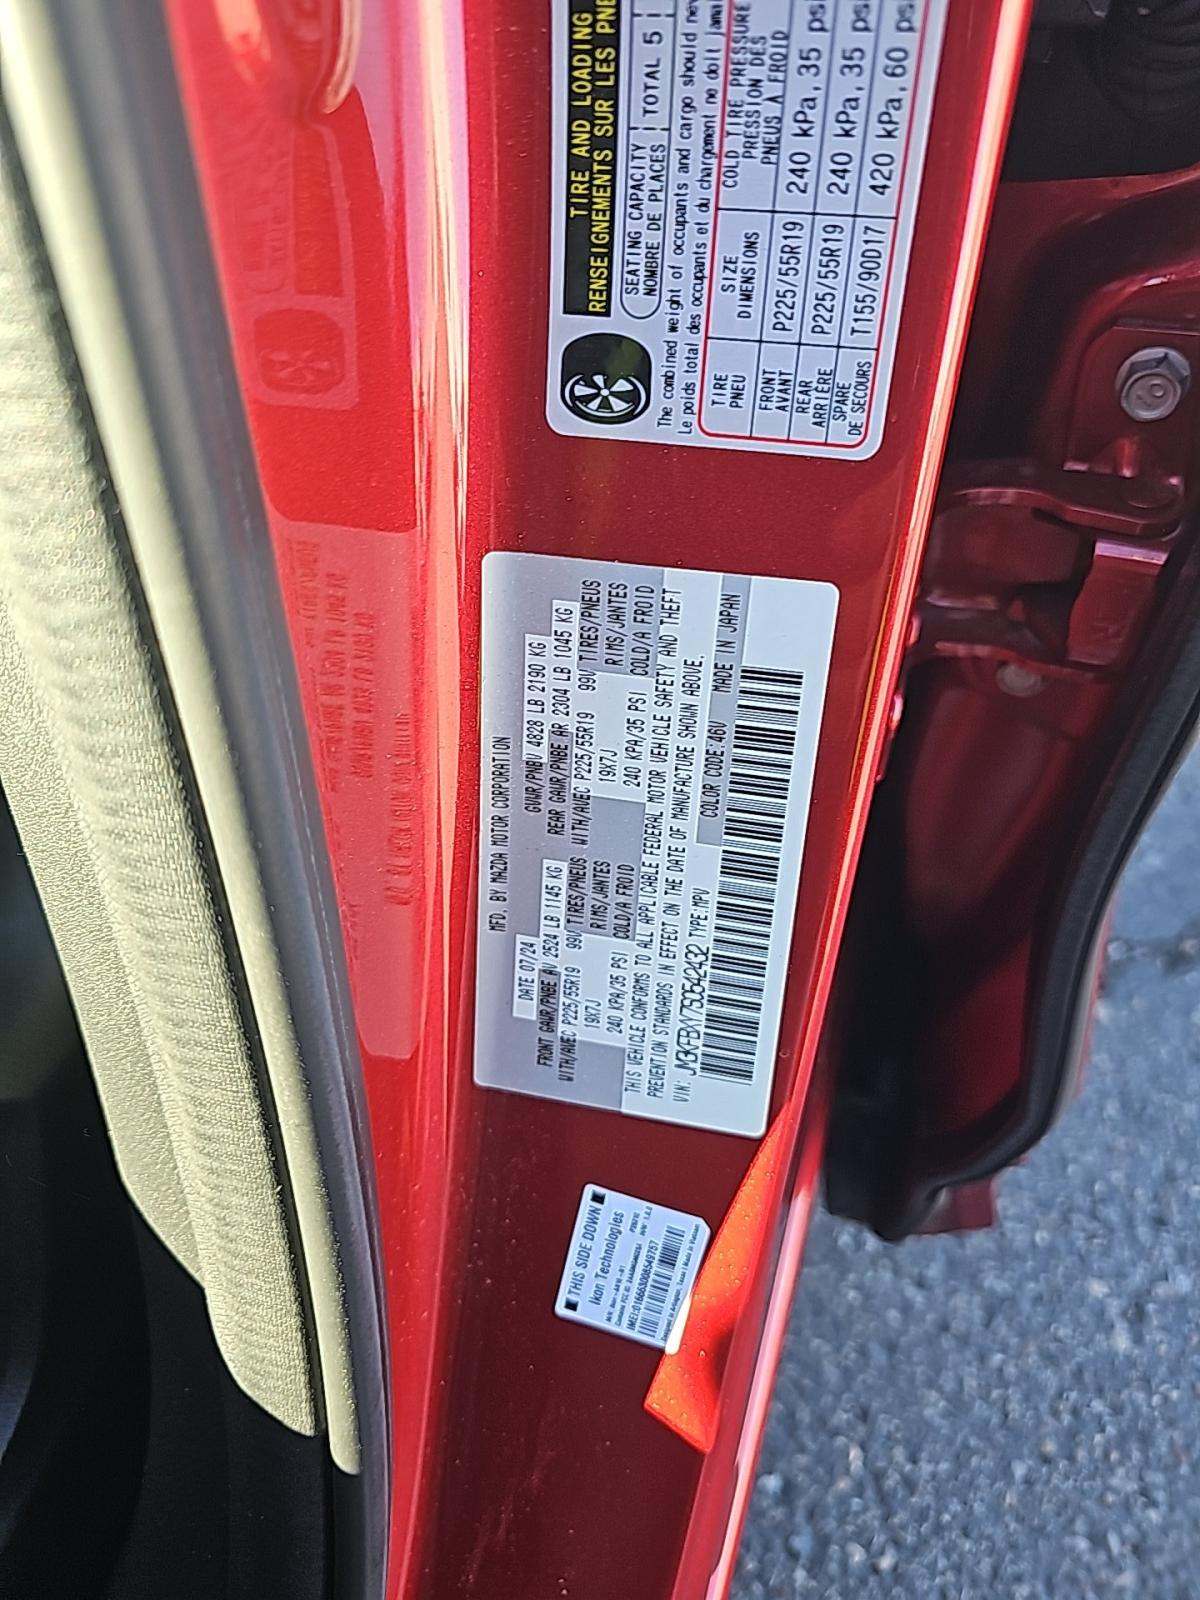 TIRE AND LOADING
RENSEIGNEMENTS SUR LES PNE
SEATING CAPACITY TOTAL 5
NOMBRE DE PLACES
The combined weight of occupants and cargo should nev
Le poids total des occupants et du chargement ne doit jamai
TIRE SIZE COLD TIRE PRESSURE
PNEU DIMENSIONS PRESSION DES PNEUS À FROID
FRONT AVANT P225/55R19 240 kPa, 35 psi
REAR ARRIÈRE P225/55R19 240 kPa, 35 psi
SPARE DE SECOURS T155/90D17 420 kPa, 60 psi
MFD. BY MAZDA MOTOR CORPORATION
DATE 07/24 GVWR/PNBV 4828 LB 2190 KG
FRONT GAWR/PNBE AV 2524 LB 1145 KG REAR GAWR/PNBE AR 2304 LB 1045 KG
WITH/AVEC P225/55R19 99V TIRES/PNEUS WITH/AVEC P225/55R19 99V TIRES/PNEUS
19X7J RIMS/JANTES 19X7J RIMS/JANTES
240 KPA/35 PSI COLD/A FROID 240 KPA/35 PSI COLD/A FROID
THIS VEHICLE CONFORMS TO ALL APPLICABLE FEDERAL MOTOR VEHICLE SAFETY AND THEFT
PREVENTION STANDARDS IN EFFECT ON THE DATE OF MANUFACTURE SHOWN ABOVE.
VIN: JM3KFBXY7S0542432 TYPE:MPV COLOR CODE:46V MADE IN JAPAN
THIS SIDE DOWN
Ikon Technologies
IMEI:016663008549767